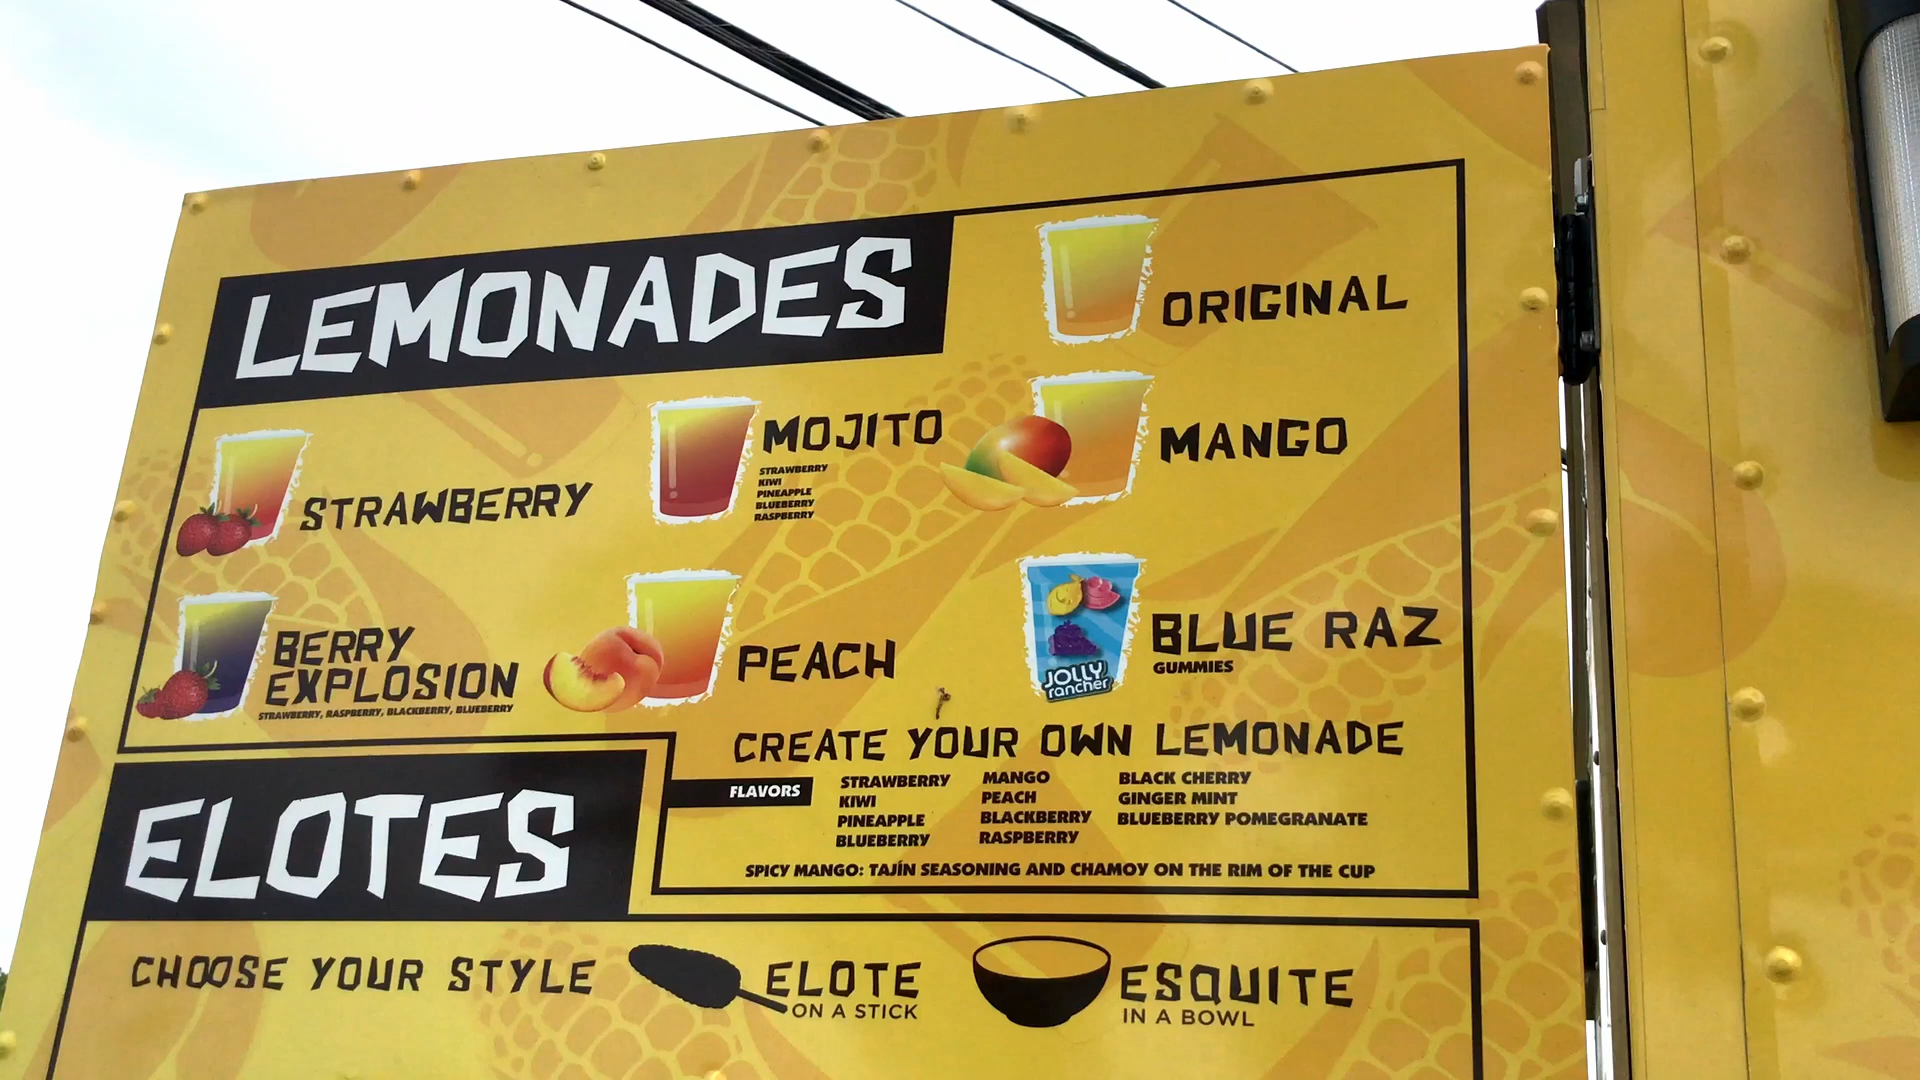 LEMONADES
ORIGINAL
STRAWBERRY
MOJITO
STRAWBERRY
KIWI
PINEAPPLE
BLUEBERRY
RASPBERRY
MANGO
BERRY
EXPLOSION
STRAWBERRY, RASPBERRY, BLACKBERRY, BLUEBERRY
PEACH
JOLLY
rancher
BLUE RAZ
GUMMIES
CREATE YOUR OWN LEMONADE
FLAVORS
STRAWBERRY
KIWI
PINEAPPLE
BLUEBERRY
MANGO
PEACH
BLACKBERRY
RASPBERRY
BLACK CHERRY
GINGER MINT
BLUEBERRY POMEGRANATE
SPICY MANGO: TAJÍN SEASONING AND CHAMOY ON THE RIM OF THE CUP
ELOTES
CHOOSE YOUR STYLE
ELOTE
ON A STICK
ESQUITE
IN A BOWL